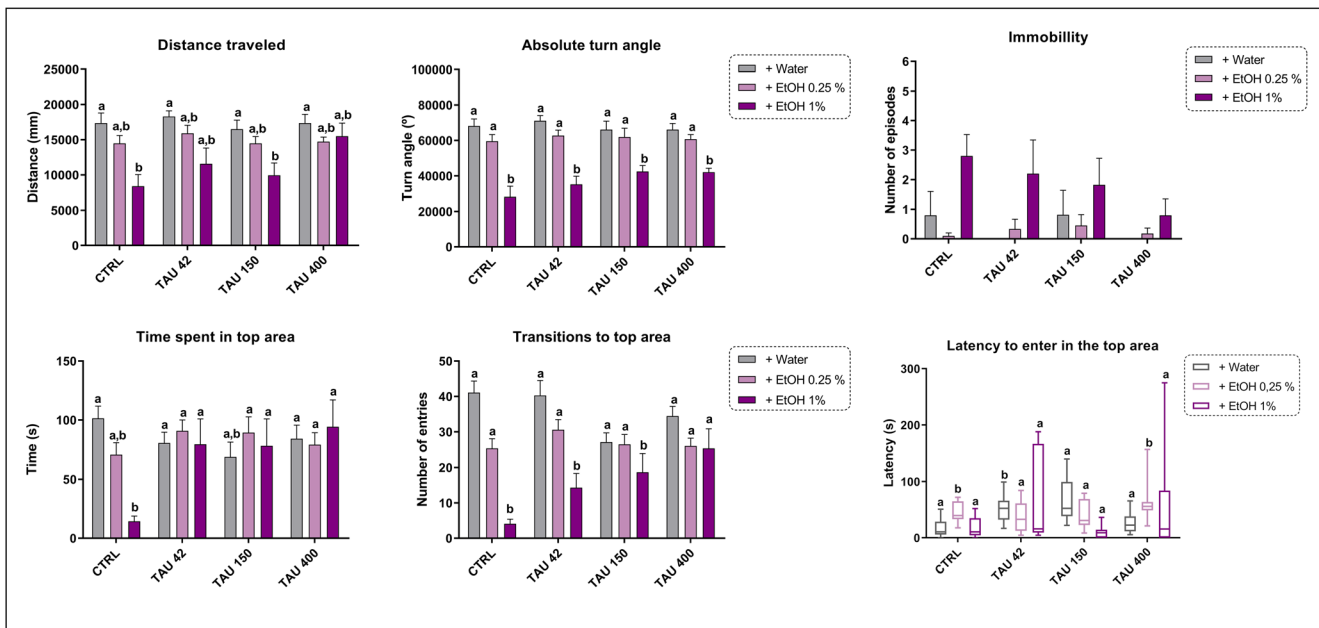 Distance traveled
25000
20000
15000
10000
5000
0
Distance (mm)
a
a,b
b
a
a,b
a,b
a
a,b
b
a
a,b
a,b
CTRL
TAU 42
TAU 150
TAU 400
Absolute turn angle
100000
80000
60000
40000
20000
0
Turn angle (º)
a
a
b
a
a
b
a
a
b
a
a
b
CTRL
TAU 42
TAU 150
TAU 400
+ Water
+ EtOH 0.25 %
+ EtOH 1%
Immobillity
6
5
4
3
2
1
0
Number of episodes
CTRL
TAU 42
TAU 150
TAU 400
+ Water
+ EtOH 0.25 %
+ EtOH 1%
Time spent in top area
150
100
50
0
Time (s)
a
a,b
b
a
a
a
a,b
a
a
a
a
a
CTRL
TAU 42
TAU 150
TAU 400
Transitions to top area
50
40
30
20
10
0
Number of entries
a
a
b
a
a
b
a
a
b
a
a
a
CTRL
TAU 42
TAU 150
TAU 400
+ Water
+ EtOH 0.25 %
+ EtOH 1%
Latency to enter in the top area
300
200
100
0
Latency (s)
a
b
a
b
a
a
a
a
a
a
b
a
CTRL
TAU 42
TAU 150
TAU 400
+ Water
+ EtOH 0,25 %
+ EtOH 1%